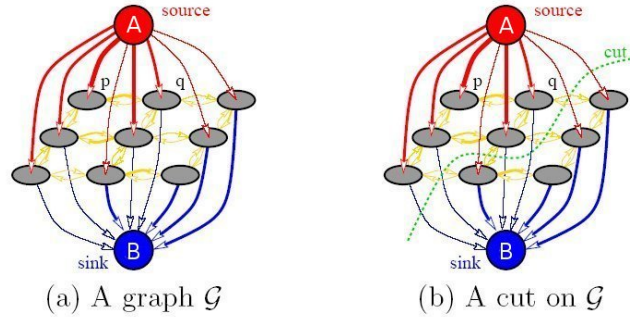 A
source
p
q
sink
B
(a) A graph 𝒢
A
source
cut
p
q
sink
B
(b) A cut on 𝒢